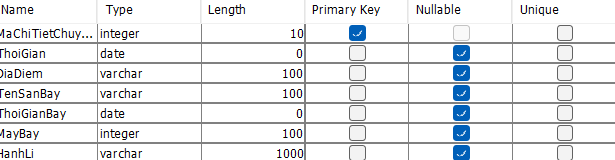 Name Type Length Primary Key Nullable Unique
MaChiTietChuy... integer 10
ThoiGian date 0
DiaDiem varchar 100
TenSanBay varchar 100
ThoiGianBay date 0
MayBay integer 100
HanhLi varchar 1000